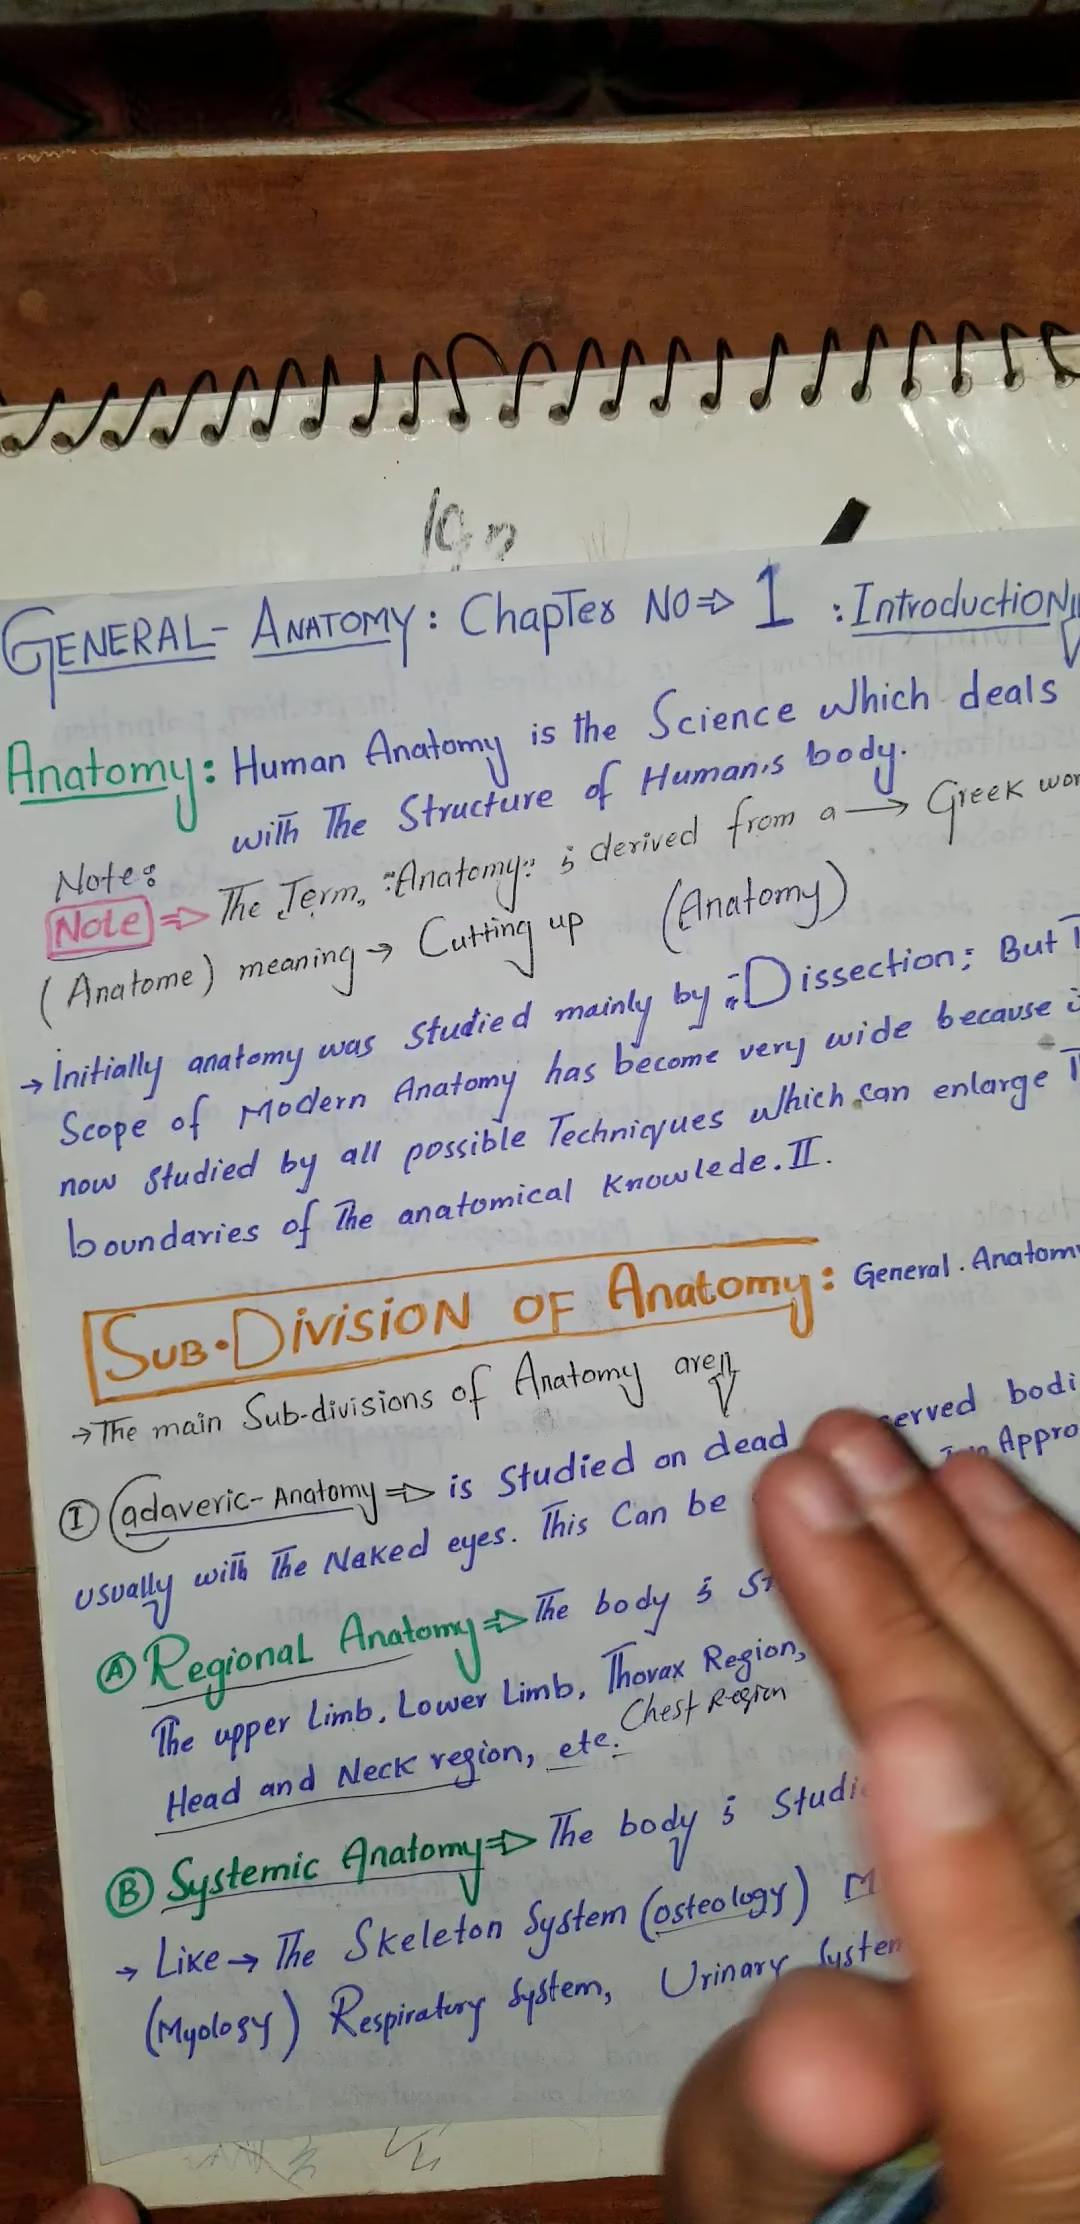 GENERAL- ANATOMY: Chapter NO⇒ 1 : Introduction
Anatomy: Human Anatomy is the Science which deals
with The Structure of Human's body.
Note:
Note ⇒ The Term, "Anatomy" is derived from a → Greek
(Anatome) meaning → Cutting up (Anatomy)
→ Initially anatomy was Studied mainly by "Dissection; But
Scope of Modern Anatomy has become very wide because
now studied by all possible Techniques which can enlarge
boundaries of The anatomical Knowlede. II.
SUB-DIVISION OF Anatomy: General. Anatomy
→ The main Sub-divisions of Anatomy are
I Cadaveric-Anatomy ⇒ is Studied on dead served
usually with The Naked eyes. This Can be
A Regional Anatomy ⇒ The body is
The upper Limb, Lower Limb, Thorax Region,
Chest Region
Head and Neck region, etc.
B Systemic Anatomy ⇒ The body is
→ Like → The Skeleton System (osteology)
(Myology) Respiratory System, Urinary System